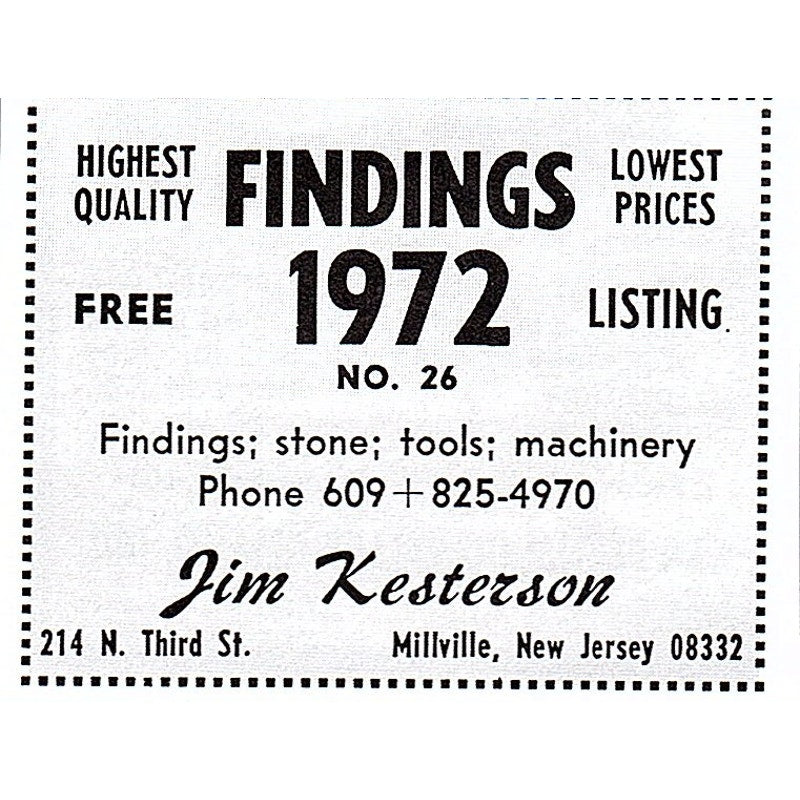 HIGHEST QUALITY
FINDINGS
LOWEST PRICES
FREE
1972
LISTING.
NO. 26
Findings; stone; tools; machinery
Phone 609+825-4970
Jim Kesterson
214 N. Third St. Millville, New Jersey 08332